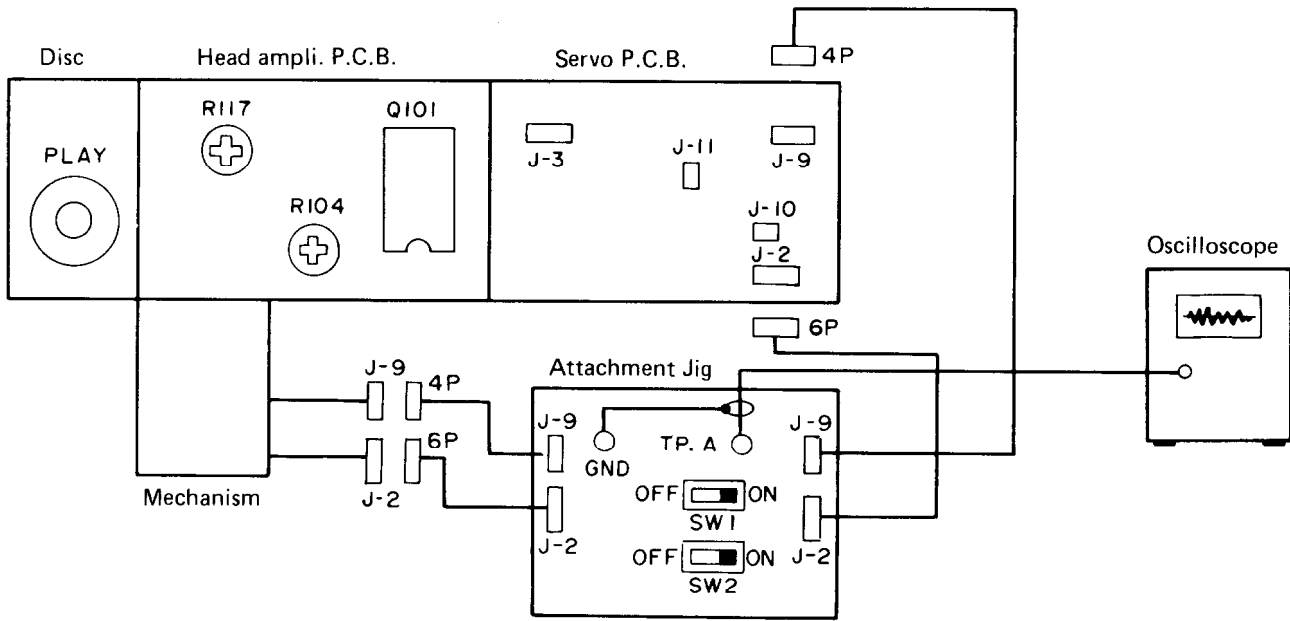 4P
Disc
Head ampli. P.C.B.
Servo P.C.B.
R117
Q101
J-3
J-11
J-9
PLAY
R104
J-10
J-2
Oscilloscope
6P
Attachment Jig
J-9
4P
J-9
J-9
GND
TP. A
6P
J-2
Mechanism
OFF
ON
SW1
J-2
J-2
OFF
ON
SW2